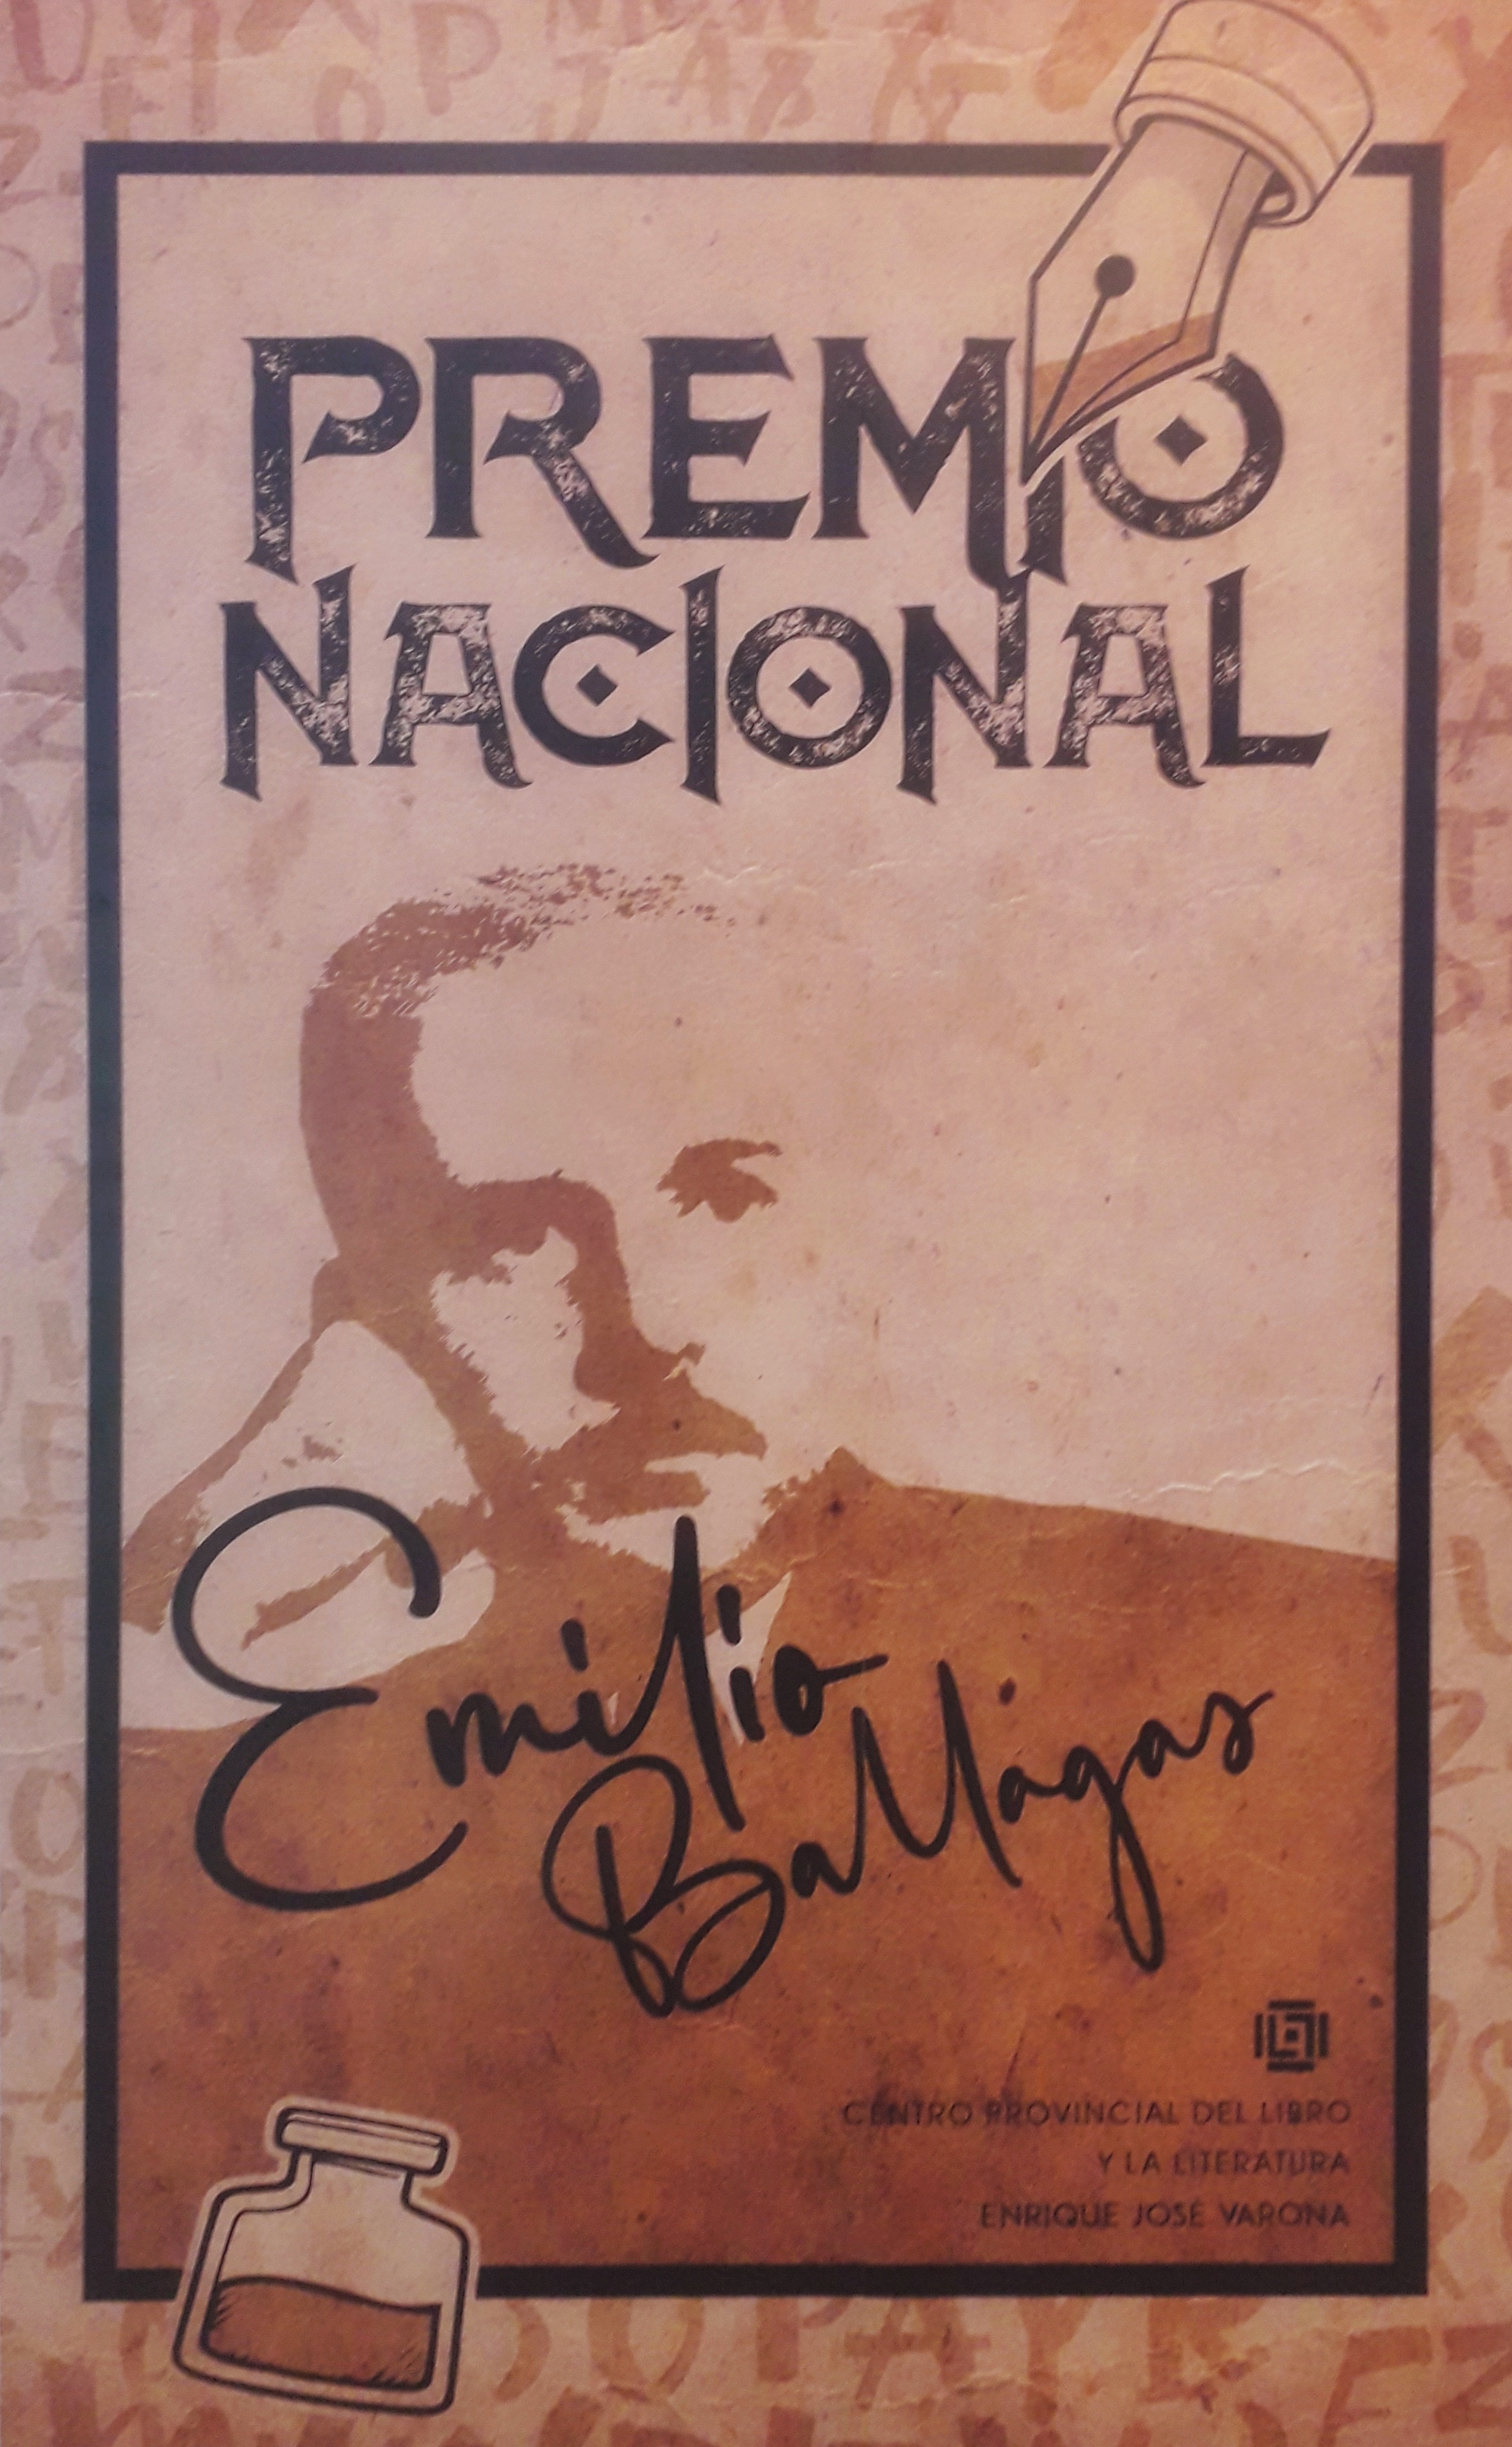 PREMIO
NACIONAL
Emilio
Ballagas
CENTRO PROVINCIAL DEL LIBRO
Y LA LITERATURA
ENRIQUE JOSÉ VARONA